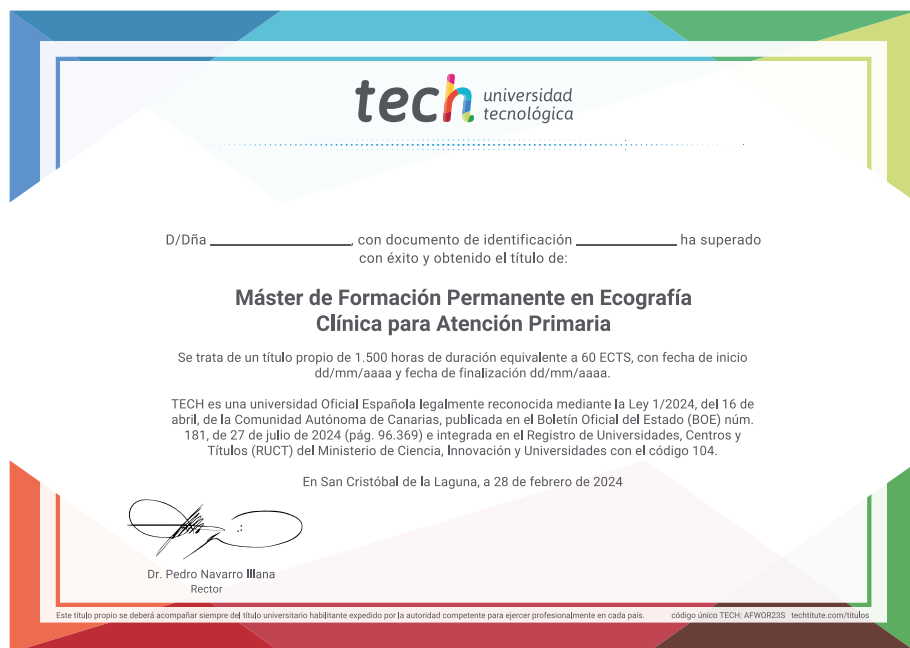 tech universidad
tecnológica
D/Dña ____________________, con documento de identificación ______________ ha superado
con éxito y obtenido el título de:
Máster de Formación Permanente en Ecografía
Clínica para Atención Primaria
Se trata de un título propio de 1.500 horas de duración equivalente a 60 ECTS, con fecha de inicio
dd/mm/aaaa y fecha de finalización dd/mm/aaaa.
TECH es una universidad Oficial Española legalmente reconocida mediante la Ley 1/2024, del 16 de
abril, de la Comunidad Autónoma de Canarias, publicada en el Boletín Oficial del Estado (BOE) núm.
181, de 27 de julio de 2024 (pág. 96.369) e integrada en el Registro de Universidades, Centros y
Títulos (RUCT) del Ministerio de Ciencia, Innovación y Universidades con el código 104.
En San Cristóbal de la Laguna, a 28 de febrero de 2024
Dr. Pedro Navarro Illana
Rector
Este título propio se deberá acompañar siempre del título universitario habilitante expedido por la autoridad competente para ejercer profesionalmente en cada país. código único TECH: AFWOR23S techtitute.com/titulos